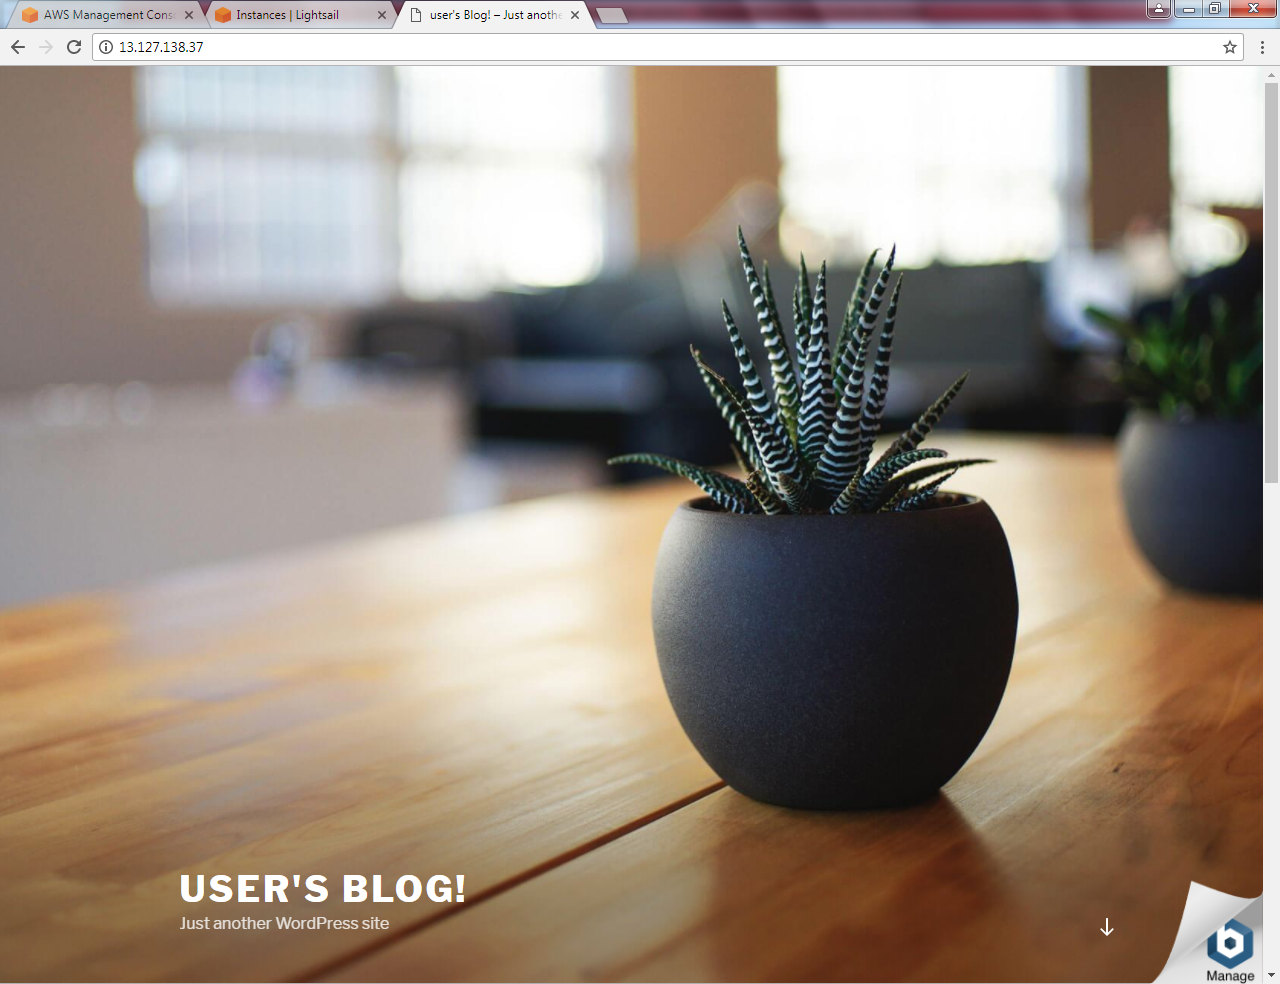 AWS Management Cons
Instances | Lightsail
user's Blog! – Just anothe
13.127.138.37
USER'S BLOG!
Just another WordPress site
Manage